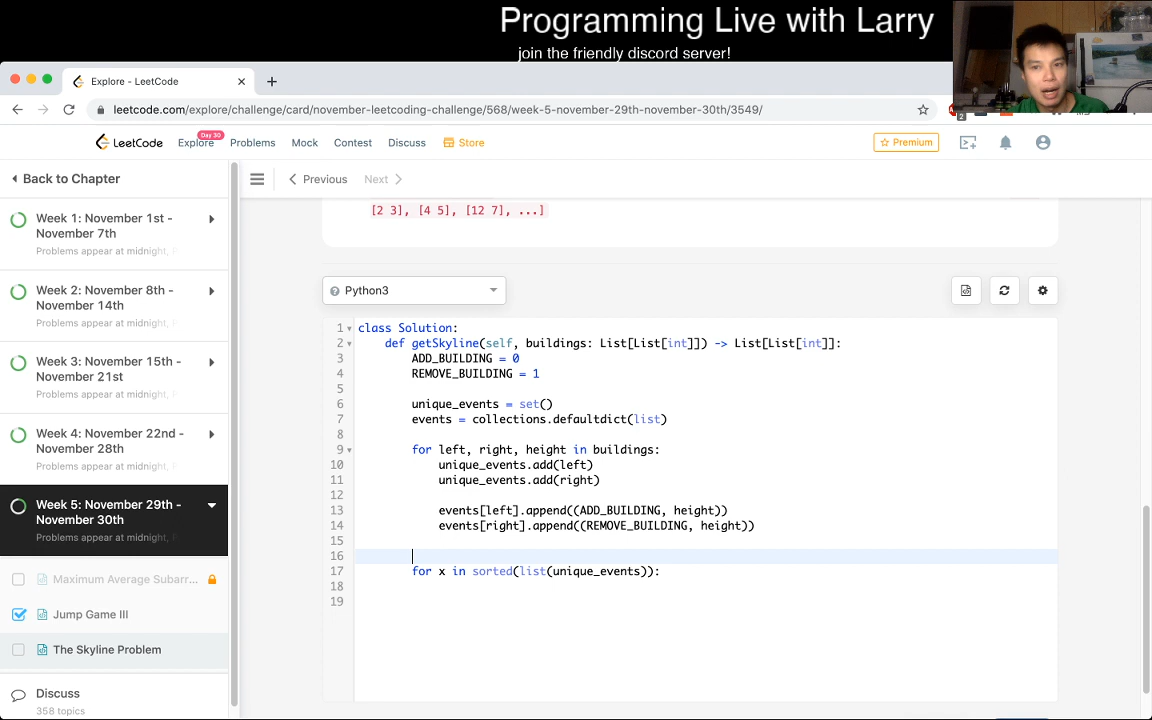 Programming Live with Larry
join the friendly discord server!
Explore - LeetCode
leetcode.com/explore/challenge/card/november-leetcoding-challenge/568/week-5-november-29th-november-30th/3549/
2
LeetCode
Explore
Day 30
Problems
Mock
Contest
Discuss
Store
Premium
Back to Chapter
Previous
Next
Week 1: November 1st -
November 7th
Problems appear at midnight,
Week 2: November 8th -
November 14th
Problems appear at midnight,
Week 3: November 15th -
November 21st
Problems appear at midnight,
Week 4: November 22nd -
November 28th
Problems appear at midnight,
Week 5: November 29th -
November 30th
Problems appear at midnight,
Maximum Average Subarr...
Jump Game III
The Skyline Problem
Discuss
358 topics
[2 3], [4 5], [12 7], ...]
Python3
1 class Solution:
2 def getSkyline(self, buildings: List[List[int]]) -> List[List[int]]:
3 ADD_BUILDING = 0
4 REMOVE_BUILDING = 1
5
6 unique_events = set()
7 events = collections.defaultdict(list)
8
9 for left, right, height in buildings:
10 unique_events.add(left)
11 unique_events.add(right)
12
13 events[left].append((ADD_BUILDING, height))
14 events[right].append((REMOVE_BUILDING, height))
15
16
17 for x in sorted(list(unique_events)):
18
19